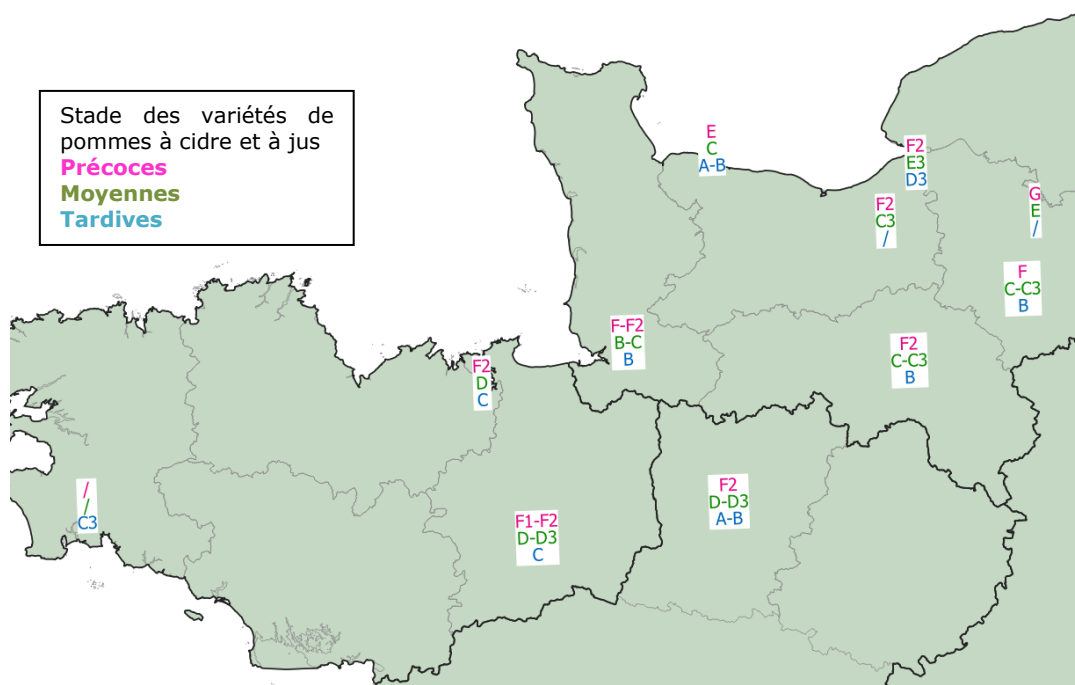 Stade des variétés de
pommes à cidre et à jus
Précoces
Moyennes
Tardives
E
C
A-B
F2
E3
D3
F2
C3
/
G
E
/
F
C-C3
B
F-F2
B-C
B
F2
C-C3
B
F2
D
C
/
/
C3
F1-F2
D-D3
C
F2
D-D3
A-B